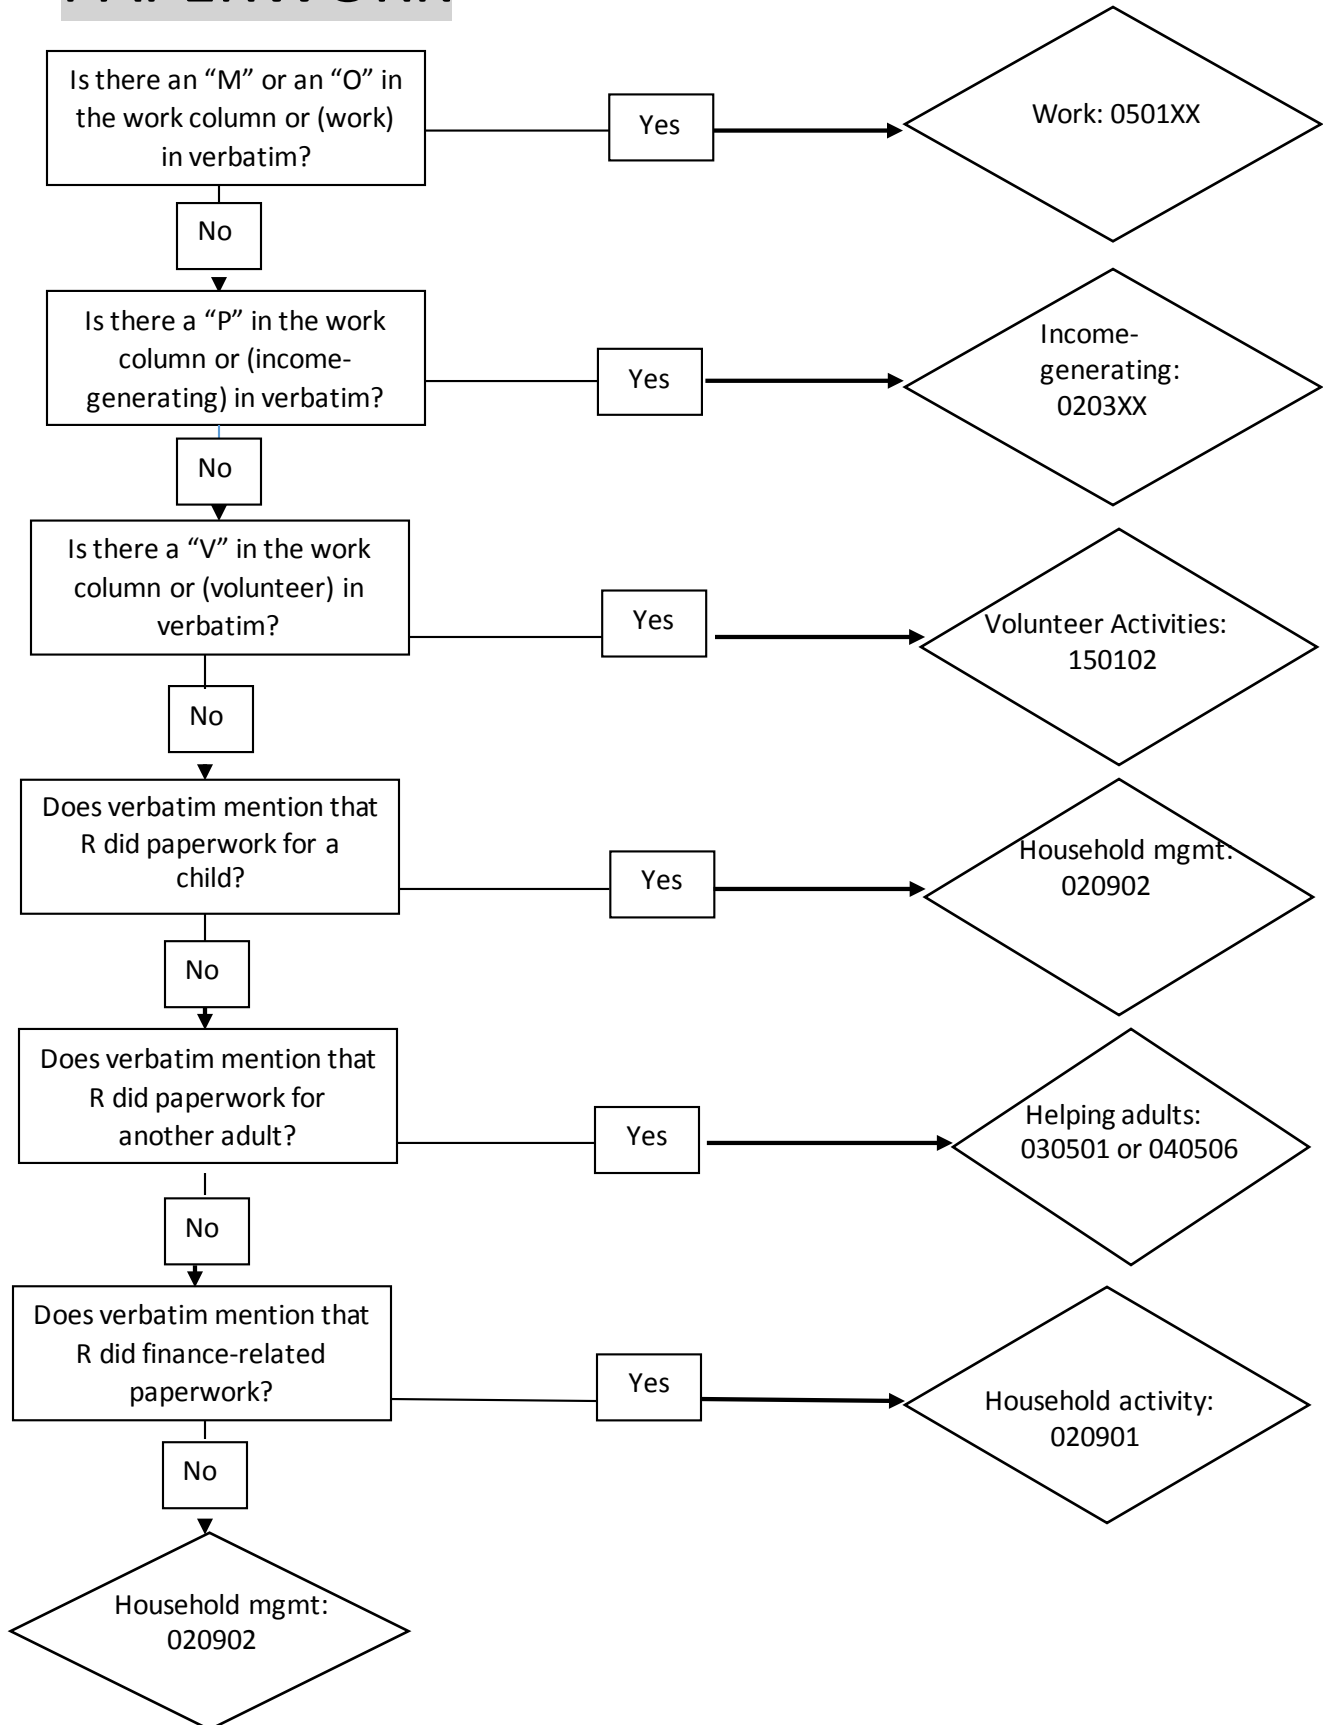 PAPERWORK
Is there an “M” or an “O” in
the work column or (work)
in verbatim?
Yes
Work: 0501XX
No
Is there a “P” in the work
column or (income-
generating) in verbatim?
Yes
Income-
generating:
0203XX
No
Is there a “V” in the work
column or (volunteer) in
verbatim?
Yes
Volunteer Activities:
150102
No
Does verbatim mention that
R did paperwork for a
child?
Yes
Household mgmt:
020902
No
Does verbatim mention that
R did paperwork for
another adult?
Yes
Helping adults:
030501 or 040506
No
Does verbatim mention that
R did finance-related
paperwork?
Yes
Household activity:
020901
No
Household mgmt:
020902